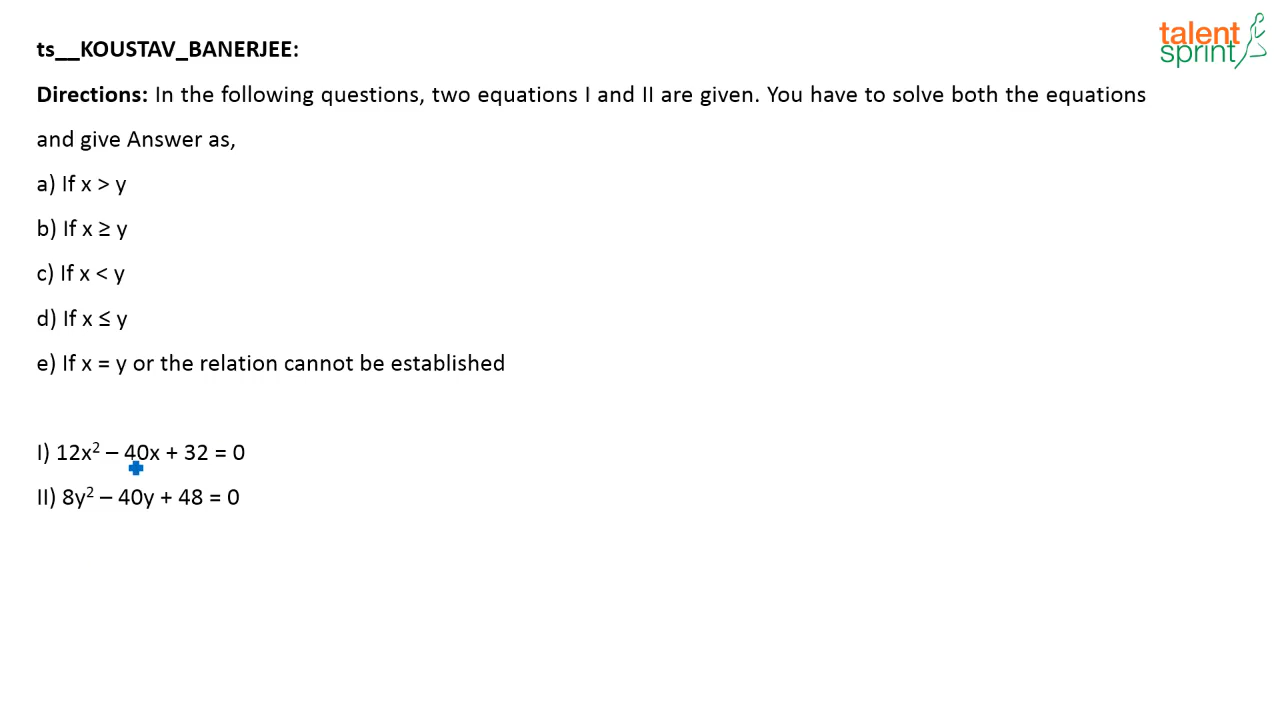 talent
sprint
ts__KOUSTAV_BANERJEE:
Directions: In the following questions, two equations I and II are given. You have to solve both the equations
and give Answer as,
a) If x > y
b) If x ≥ y
c) If x < y
d) If x ≤ y
e) If x = y or the relation cannot be established
I) 12x² – 40x + 32 = 0
II) 8y² – 40y + 48 = 0